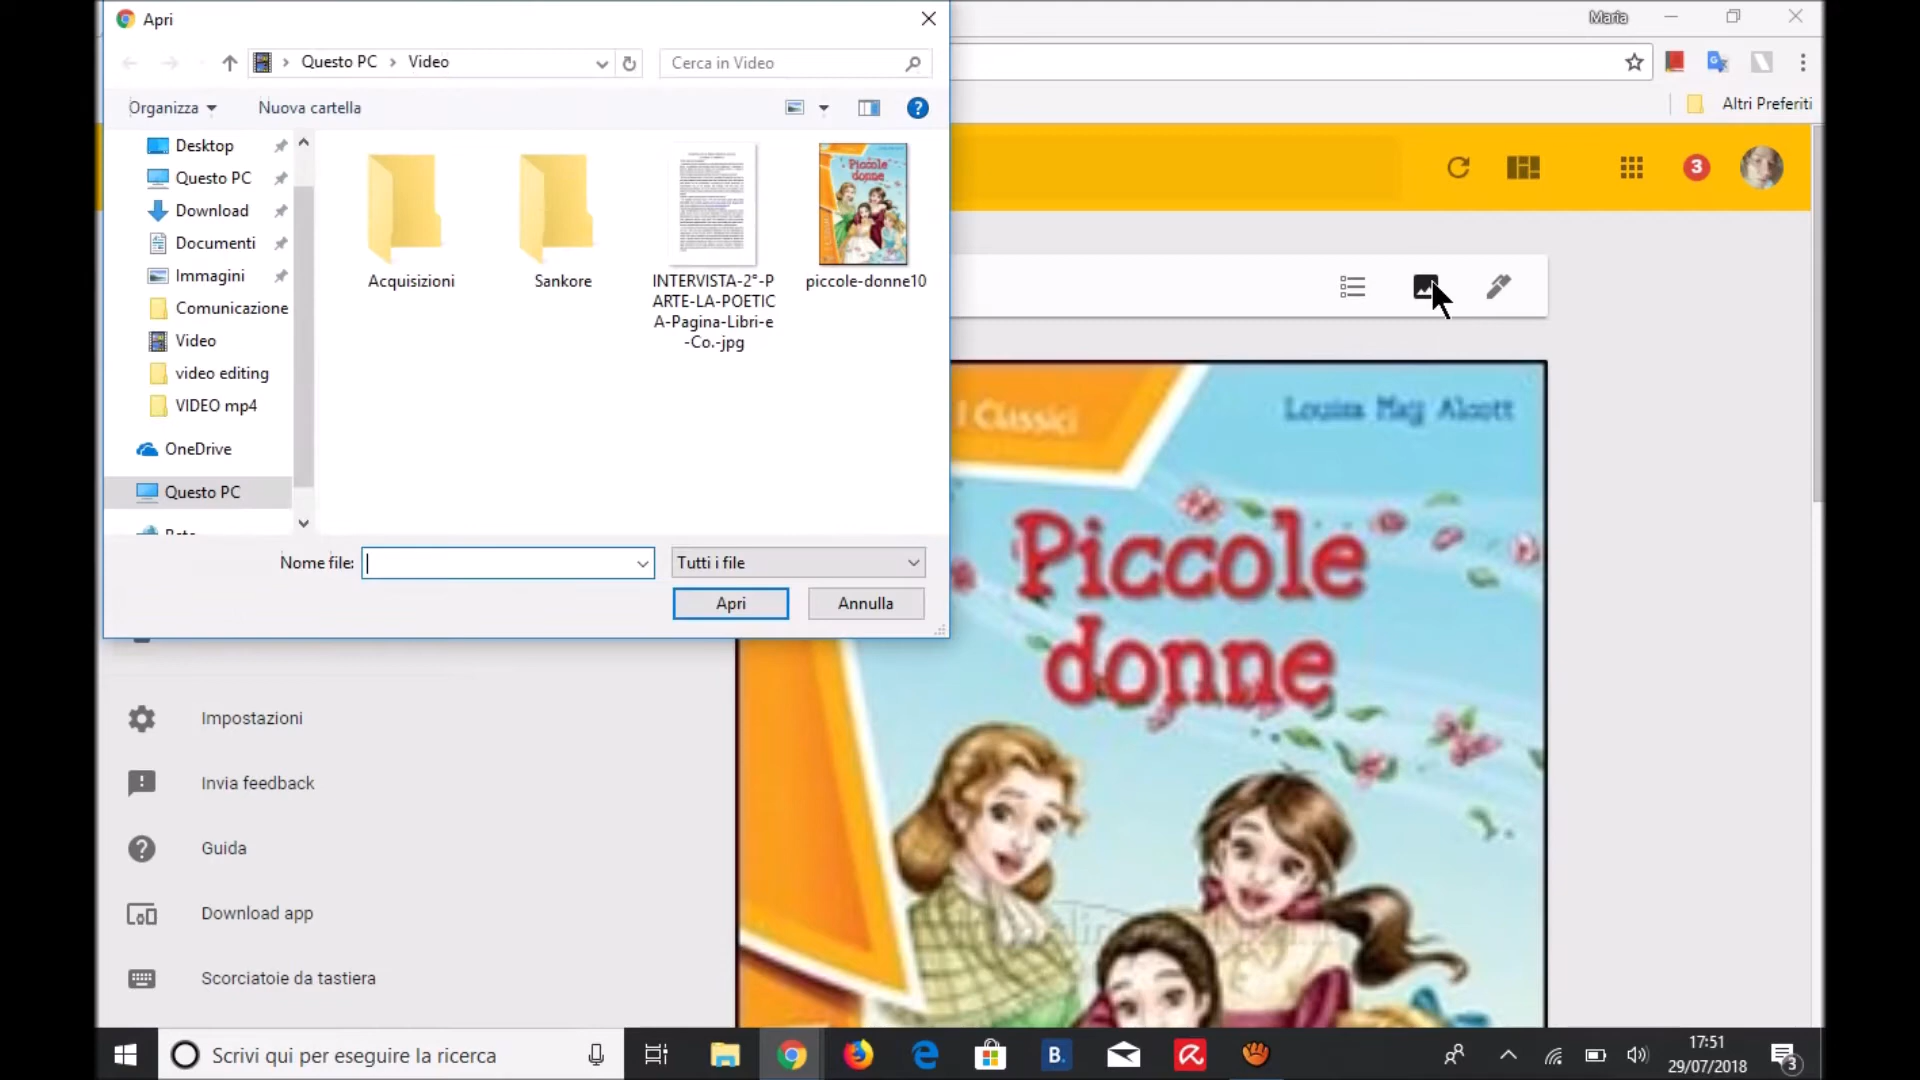 Apri
Maria
Questo PC
Video
Cerca in Video
Organizza
Nuova cartella
Altri Preferiti
Desktop
Questo PC
Download
Documenti
Immagini
Comunicazione
Video
video editing
VIDEO mp4
OneDrive
Questo PC
Acquisizioni
Sankore
INTERVISTA-2°-P
ARTE-LA-POETIC
A-Pagina-Libri-e
-Co.-jpg
Piccole
donne
piccole-donne10
3
Nome file:
Tutti i file
Apri
Annulla
I Classici
Louisa May Alcott
Piccole
donne
Impostazioni
Invia feedback
Guida
Download app
Scorciatoie da tastiera
Scrivi qui per eseguire la ricerca
B.
17:51
29/07/2018
3